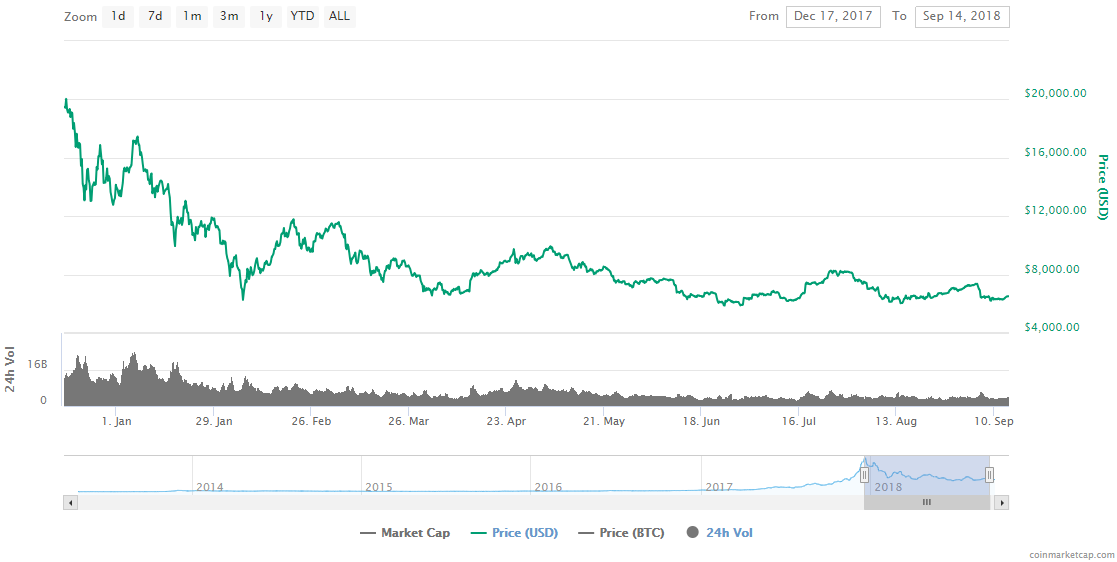 Zoom 1d 7d 1m 3m 1y YTD ALL From Dec 17, 2017 To Sep 14, 2018
$20,000.00
$16,000.00
$12,000.00
$8,000.00
$4,000.00
Price (USD)
24h Vol
16B
0
1. Jan 29. Jan 26. Feb 26. Mar 23. Apr 21. May 18. Jun 16. Jul 13. Aug 10. Sep
2014 2015 2016 2017 2018
Market Cap Price (USD) Price (BTC) 24h Vol
coinmarketcap.com